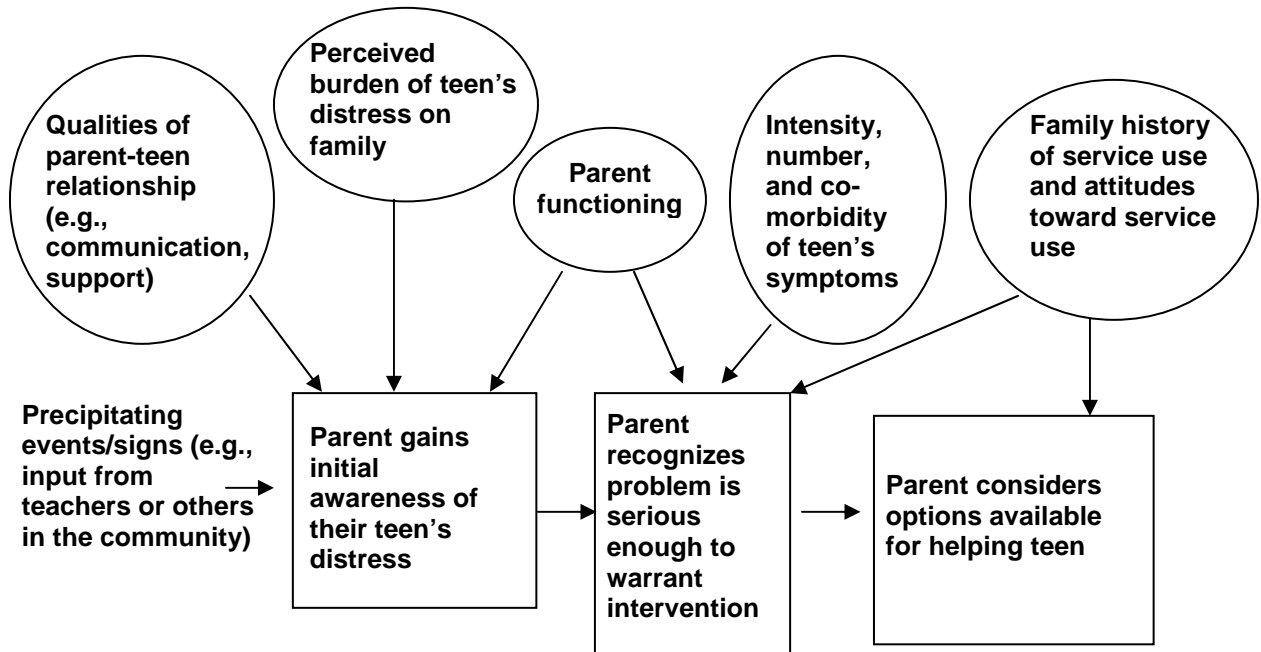 Qualities of
parent-teen
relationship
(e.g.,
communication,
support)
Perceived
burden of teen's
distress on
family
Parent
functioning
Intensity,
number,
and co-
morbidity
of teen's
symptoms
Family history
of service use
and attitudes
toward service
use
Precipitating
events/signs (e.g.,
input from
teachers or others
in the community)
Parent gains
initial
awareness of
their teen's
distress
Parent
recognizes
problem is
serious
enough to
warrant
intervention
Parent considers
options available
for helping teen